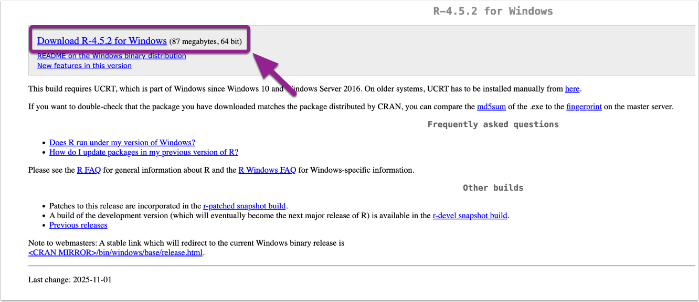 R-4.5.2 for Windows
Download R-4.5.2 for Windows (87 megabytes, 64 bit)
README on the Windows binary distribution
New features in this version
This build requires UCRT, which is part of Windows since Windows 10 and Windows Server 2016. On older systems, UCRT has to be installed manually from here.
If you want to double-check that the package you have downloaded matches the package distributed by CRAN, you can compare the md5sum of the .exe to the fingerprint on the master server.
Frequently asked questions
• Does R run under my version of Windows?
• How do I update packages in my previous version of R?
Please see the R FAQ for general information about R and the R Windows FAQ for Windows-specific information.
Other builds
• Patches to this release are incorporated in the r-patched snapshot build.
• A build of the development version (which will eventually become the next major release of R) is available in the r-devel snapshot build.
• Previous releases
Note to webmasters: A stable link which will redirect to the current Windows binary release is
<CRAN MIRROR>/bin/windows/base/release.html.
Last change: 2025-11-01